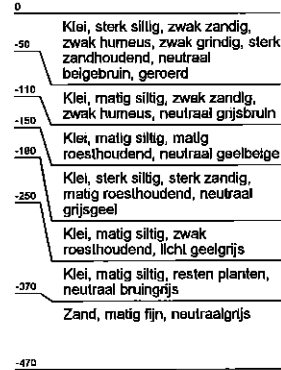 0
Klei, sterk siltig, zwak zandig,
zwak humeus, zwak grindig, sterk
-50
zandhoudend, neutraal
beigebruin, geroerd
-110
Klei, matig siltig, zwak zandig,
zwak humeus, neutraal grijsbruin
-150
Klei, matig siltig, matig
roesthoudend, neutraal geelbeige
-180
Klei, sterk siltig, sterk zandig,
matig roesthoudend, neutraal
-250
grijsgeel
Klei, matig siltig, zwak
roesthoudend, licht geelgrijs
Klei, matig siltig, resten planten,
-370
neutraal bruingrijs
Zand, matig fijn, neutraalgrijs
-470